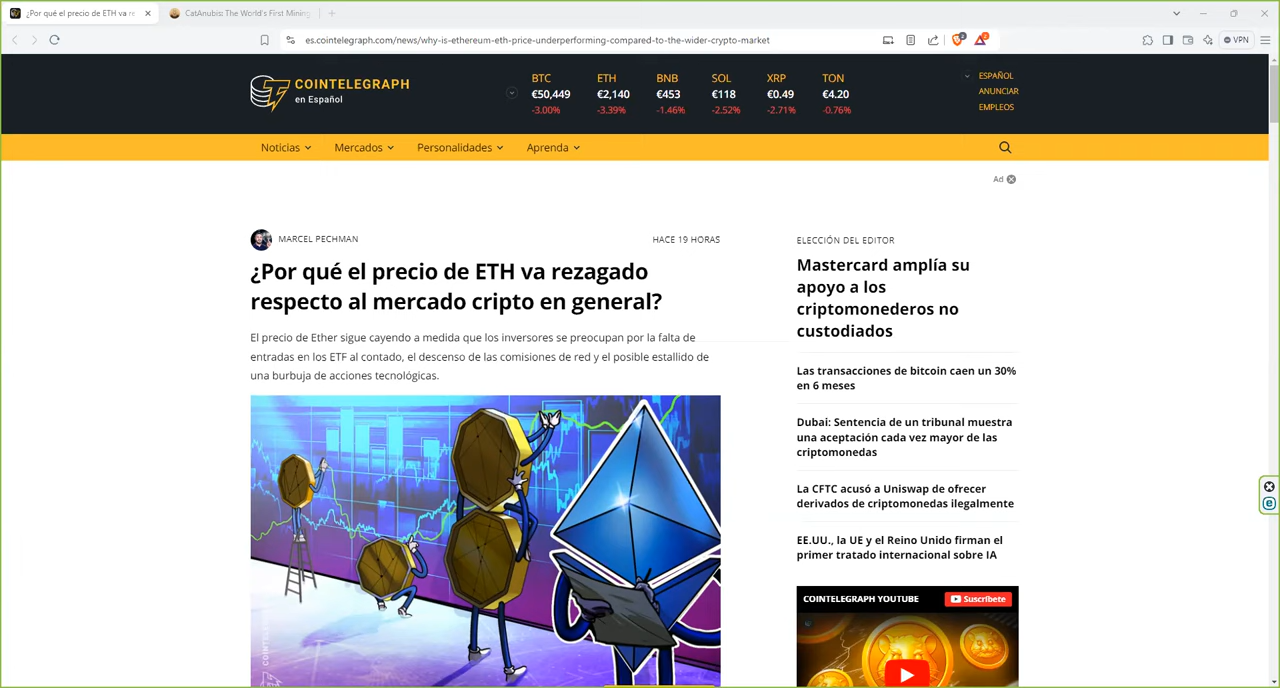 ¿Por qué el precio de ETH va re
CatAnubis: The World's First Mining
es.cointelegraph.com/news/why-is-ethereum-eth-price-underperforming-compared-to-the-wider-crypto-market
VPN
COINTELEGRAPH
en Español
BTC ETH BNB SOL XRP TON
€50,449 €2,140 €453 €118 €0.49 €4.20
-3.00% -3.39% -1.46% -2.52% -2.71% -0.76%
ESPAÑOL
ANUNCIAR
EMPLEOS
Noticias Mercados Personalidades Aprenda
Ad
MARCEL PECHMAN
HACE 19 HORAS
¿Por qué el precio de ETH va rezagado
respecto al mercado cripto en general?
El precio de Ether sigue cayendo a medida que los inversores se preocupan por la falta de
entradas en los ETF al contado, el descenso de las comisiones de red y el posible estallido de
una burbuja de acciones tecnológicas.
ELECCIÓN DEL EDITOR
Mastercard amplía su
apoyo a los
criptomonederos no
custodiados
Las transacciones de bitcoin caen un 30%
en 6 meses
Dubai: Sentencia de un tribunal muestra
una aceptación cada vez mayor de las
criptomonedas
La CFTC acusó a Uniswap de ofrecer
derivados de criptomonedas ilegalmente
EE.UU., la UE y el Reino Unido firman el
primer tratado internacional sobre IA
COINTELEGRAPH YOUTUBE
Suscríbete